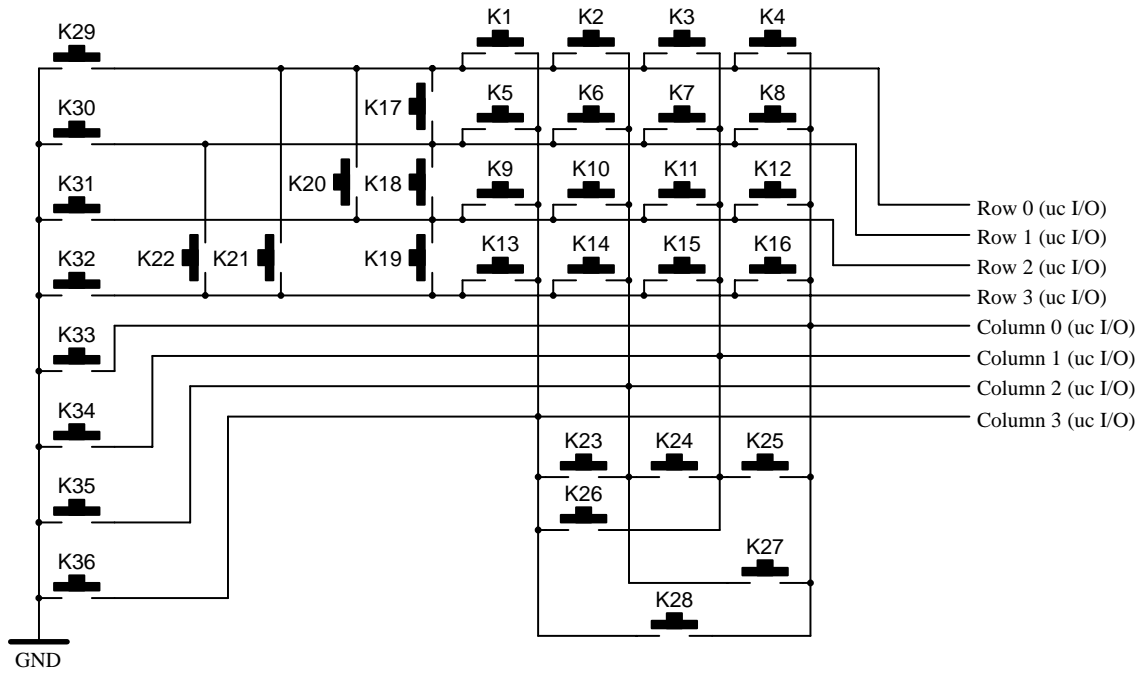 K1 K2 K3 K4
K29
K17 K5 K6 K7 K8
K30
K20 K18 K9 K10 K11 K12
K31
Row 0 (uc I/O)
Row 1 (uc I/O)
K22 K21 K19 K13 K14 K15 K16
K32
Row 2 (uc I/O)
Row 3 (uc I/O)
K33
Column 0 (uc I/O)
Column 1 (uc I/O)
Column 2 (uc I/O)
K34
Column 3 (uc I/O)
K23 K24 K25
K35
K26
K36
K27
K28
GND